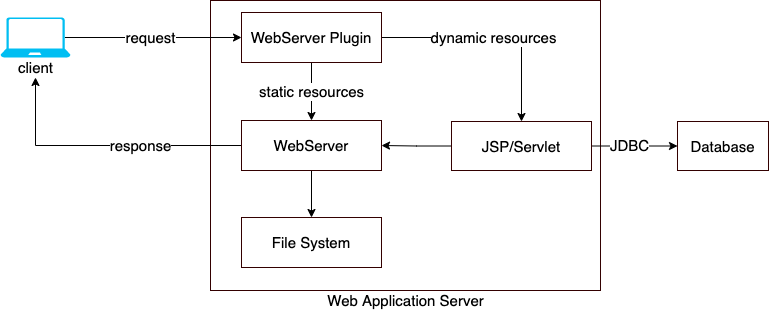 request
WebServer Plugin
dynamic resources
client
static resources
response
WebServer
JSP/Servlet
JDBC
Database
File System
Web Application Server